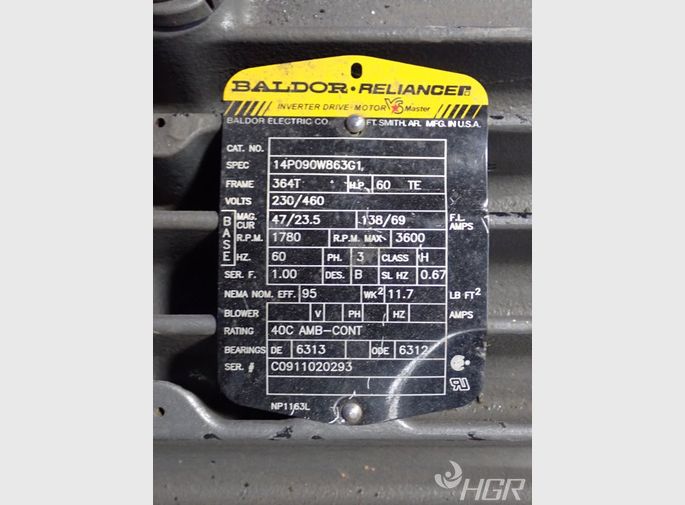 BALDOR · RELIANCE
INVERTER DRIVE MOTOR VS Master
BALDOR ELECTRIC CO. FT. SMITH, AR. MFG. IN U.S.A.
CAT. NO.
SPEC 14P090W863G1,
FRAME 364T H.P. 60 TE
VOLTS 230/460
BASE
MAG. CUR 47/23.5 138/69 F.L. AMPS
R.P.M. 1780 R.P.M. MAX 3600
HZ. 60 PH. 3 CLASS H
SER. F. 1.00 DES. B SL HZ 0.67
NEMA NOM. EFF. 95 WK² 11.7 LB FT²
BLOWER V PH HZ AMPS
RATING 40C AMB-CONT
BEARINGS DE 6313 ODE 6312
SER. # C0911020293
NP1163L
HGR